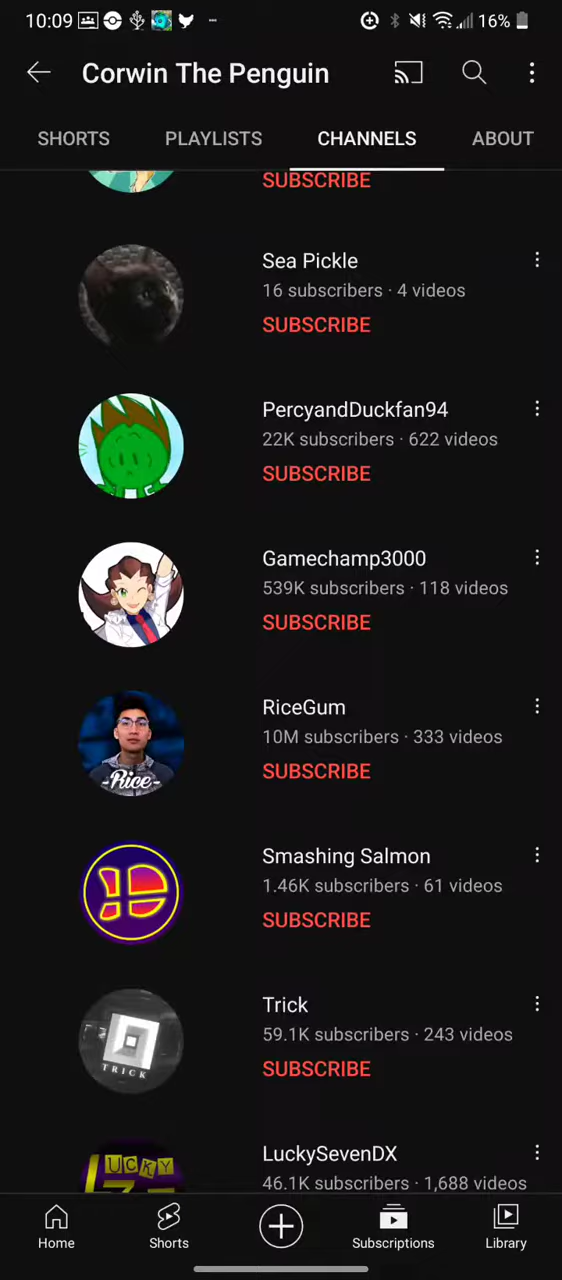 10:09 16%
Corwin The Penguin
SHORTS PLAYLISTS CHANNELS ABOUT
SUBSCRIBE
Sea Pickle
16 subscribers · 4 videos
SUBSCRIBE
PercyandDuckfan94
22K subscribers · 622 videos
SUBSCRIBE
Gamechamp3000
539K subscribers · 118 videos
SUBSCRIBE
RiceGum
10M subscribers · 333 videos
-Rice-
SUBSCRIBE
Smashing Salmon
1.46K subscribers · 61 videos
SUBSCRIBE
Trick
59.1K subscribers · 243 videos
TRICK
SUBSCRIBE
LuckySevenDX
LUCKY
46.1K subscribers · 1,688 videos
Home Shorts Subscriptions Library